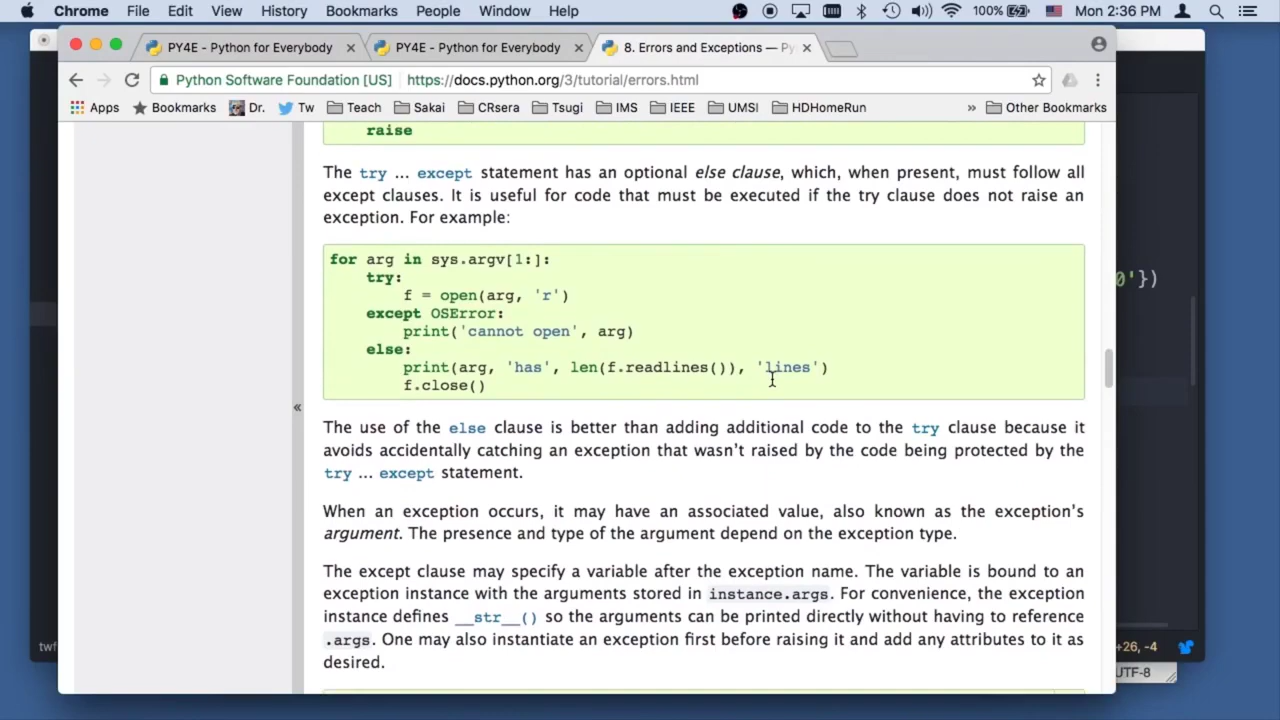 Chrome File Edit View History Bookmarks People Window Help 100% Mon 2:36 PM
PY4E - Python for Everybody × PY4E - Python for Everybody × 8. Errors and Exceptions — Py ×
Python Software Foundation [US] https://docs.python.org/3/tutorial/errors.html
Apps Bookmarks Dr. Tw Teach Sakai CRsera Tsugi IMS IEEE UMSI HDHomeRun » Other Bookmarks
raise
The try ... except statement has an optional else clause, which, when present, must follow all
except clauses. It is useful for code that must be executed if the try clause does not raise an
exception. For example:
for arg in sys.argv[1:]:
try:
f = open(arg, 'r')
0'})
except OSError:
print('cannot open', arg)
else:
print(arg, 'has', len(f.readlines()), 'lines')
f.close()
«
The use of the else clause is better than adding additional code to the try clause because it
avoids accidentally catching an exception that wasn't raised by the code being protected by the
try ... except statement.
When an exception occurs, it may have an associated value, also known as the exception's
argument. The presence and type of the argument depend on the exception type.
The except clause may specify a variable after the exception name. The variable is bound to an
exception instance with the arguments stored in instance.args. For convenience, the exception
instance defines __str__() so the arguments can be printed directly without having to reference
.args. One may also instantiate an exception first before raising it and add any attributes to it as
desired.
twf
+26, -4
UTF-8